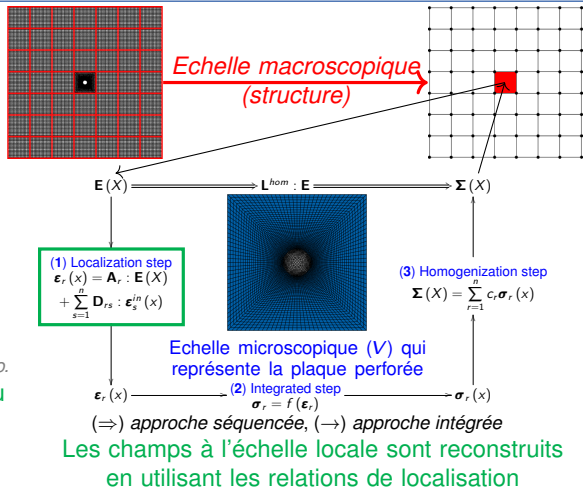 Echelle macroscopique
(structure)
E (X) L^hom : E Σ (X)
(1) Localization step
ε_r (x) = A_r : E (X)
+ ∑_{s=1}^{n} D_rs : ε_s^in (x)
(3) Homogenization step
Σ (X) = ∑_{r=1}^{n} c_r σ_r (x)
Echelle microscopique (V) qui
représente la plaque perforée
p.
u
(2) Integrated step
ε_r (x) σ_r = f (ε_r) σ_r (x)
(⇒) approche séquencée, (→) approche intégrée
Les champs à l'échelle locale sont reconstruits
en utilisant les relations de localisation